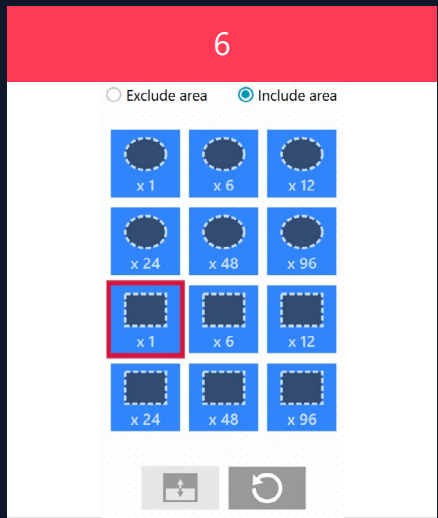 6
Exclude area Include area
x 1 x 6 x 12
x 24 x 48 x 96
x 1 x 6 x 12
x 24 x 48 x 96